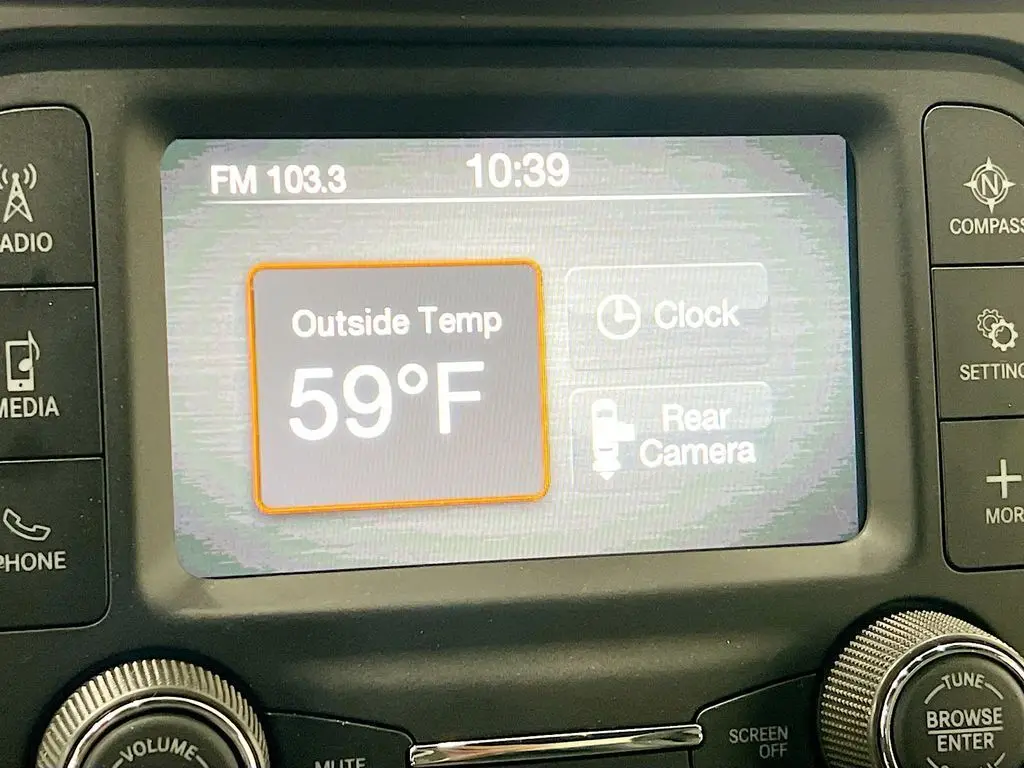 FM 103.3
10:39
ADIO
MEDIA
PHONE
Outside Temp
59°F
Clock
Rear
Camera
N
COMPASS
SETTING
MOR
VOLUME
MUTE
SCREEN
OFF
TUNE
BROWSE
ENTER